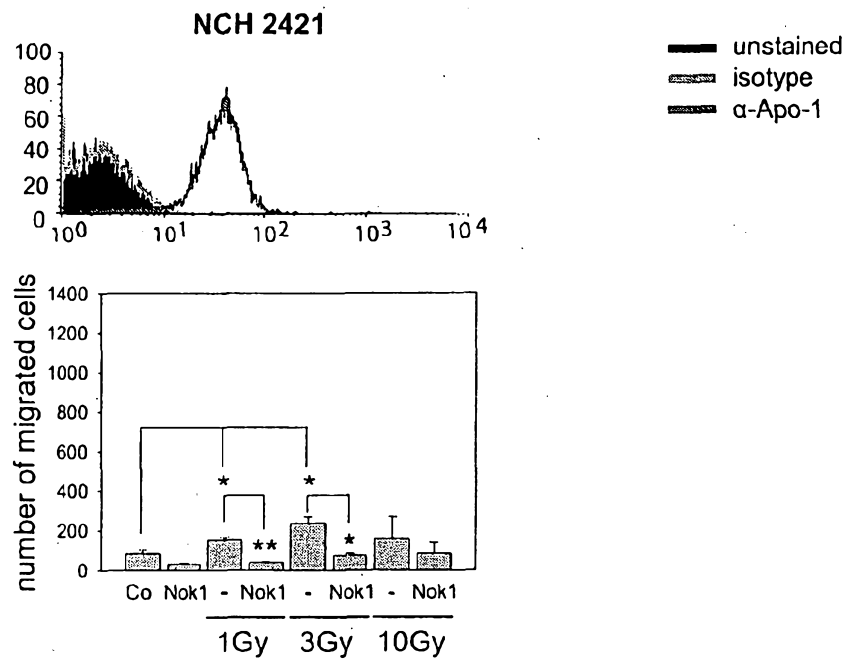 NCH 2421
unstained
isotype
α-Apo-1
100
80
60
40
20
0
10⁰ 10¹ 10² 10³ 10⁴
number of migrated cells
1400
1200
1000
800
600
400
200
0
* *
** *
Co Nok1 - Nok1 - Nok1 - Nok1
1Gy 3Gy 10Gy